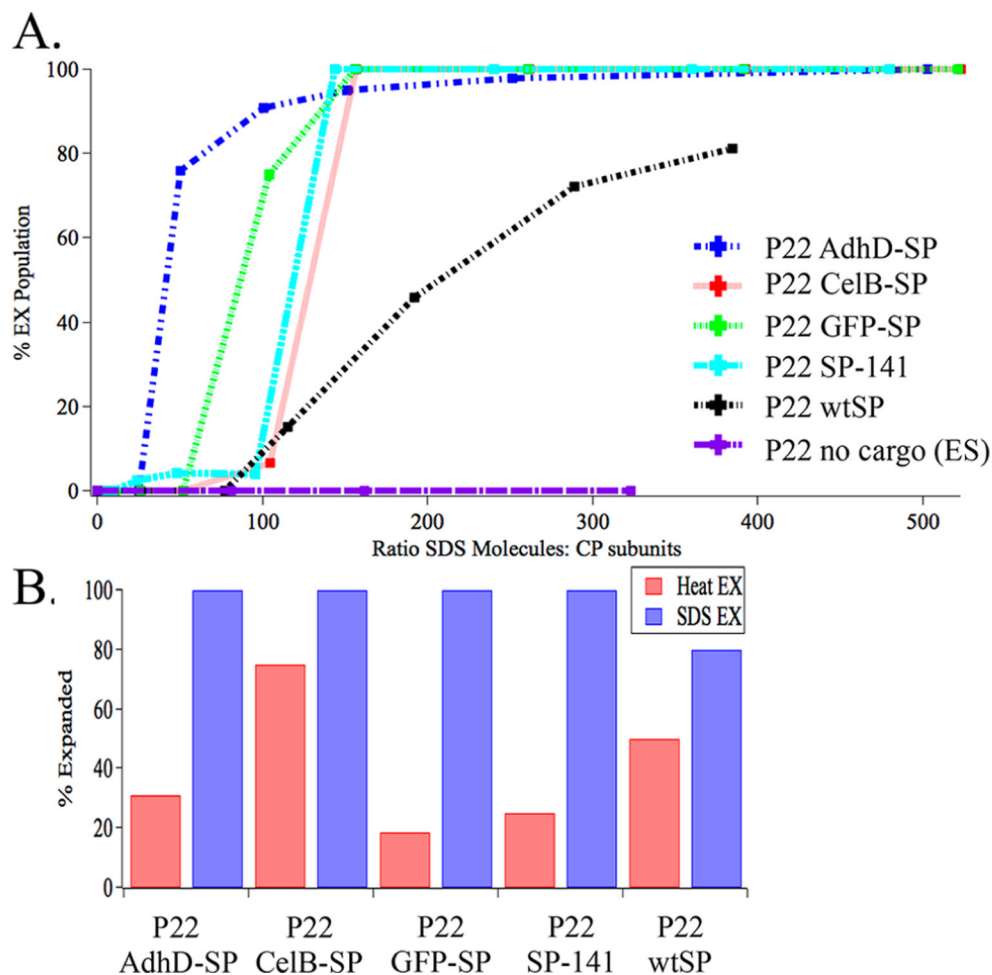 A.
100
80
60
40
20
0
% EX Population
P22 AdhD-SP
P22 CelB-SP
P22 GFP-SP
P22 SP-141
P22 wtSP
P22 no cargo (ES)
0 100 200 300 400 500
Ratio SDS Molecules: CP subunits
B.
100
80
60
40
20
0
% Expanded
Heat EX
SDS EX
P22 AdhD-SP
P22 CelB-SP
P22 GFP-SP
P22 SP-141
P22 wtSP